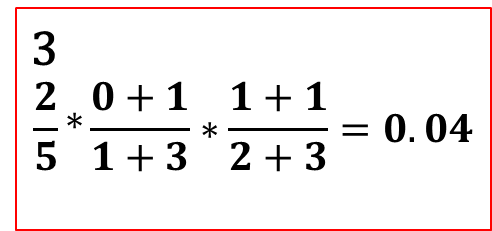 3
2/5 * (0 + 1)/(1 + 3) * (1 + 1)/(2 + 3) = 0.04